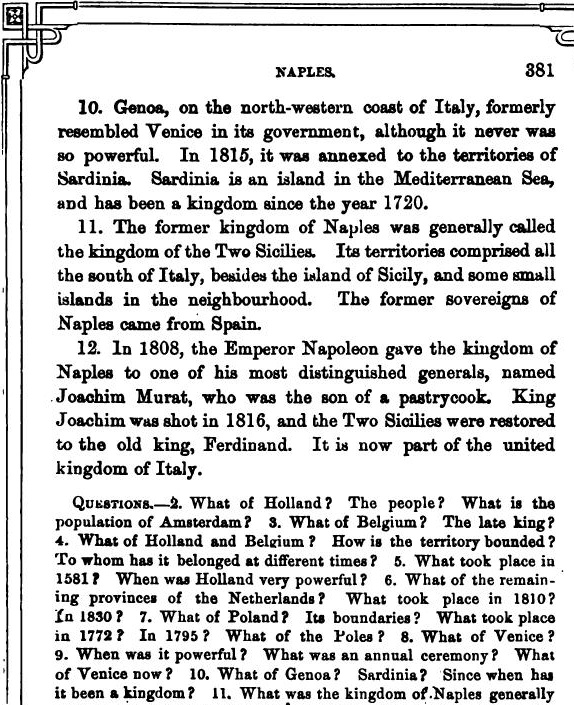 NAPLES.
381
10. Genoa, on the north-western coast of Italy, formerly
resembled Venice in its government, although it never was
so powerful. In 1815, it was annexed to the territories of
Sardinia. Sardinia is an island in the Mediterranean Sea,
and has been a kingdom since the year 1720.
11. The former kingdom of Naples was generally called
the kingdom of the Two Sicilies. Its territories comprised all
the south of Italy, besides the island of Sicily, and some small
islands in the neighbourhood. The former sovereigns of
Naples came from Spain.
12. In 1808, the Emperor Napoleon gave the kingdom of
Naples to one of his most distinguished generals, named
Joachim Murat, who was the son of a pastrycook. King
Joachim was shot in 1816, and the Two Sicilies were restored
to the old king, Ferdinand. It is now part of the united
kingdom of Italy.
QUESTIONS.—2. What of Holland? The people? What is the
population of Amsterdam? 3. What of Belgium? The late king?
4. What of Holland and Belgium? How is the territory bounded?
To whom has it belonged at different times? 5. What took place in
1581? When was Holland very powerful? 6. What of the remain-
ing provinces of the Netherlands? What took place in 1810?
In 1830? 7. What of Poland? Its boundaries? What took place
in 1772? In 1795? What of the Poles? 8. What of Venice?
9. When was it powerful? What was an annual ceremony? What
of Venice now? 10. What of Genoa? Sardinia? Since when has
it been a kingdom? 11. What was the kingdom of Naples generally